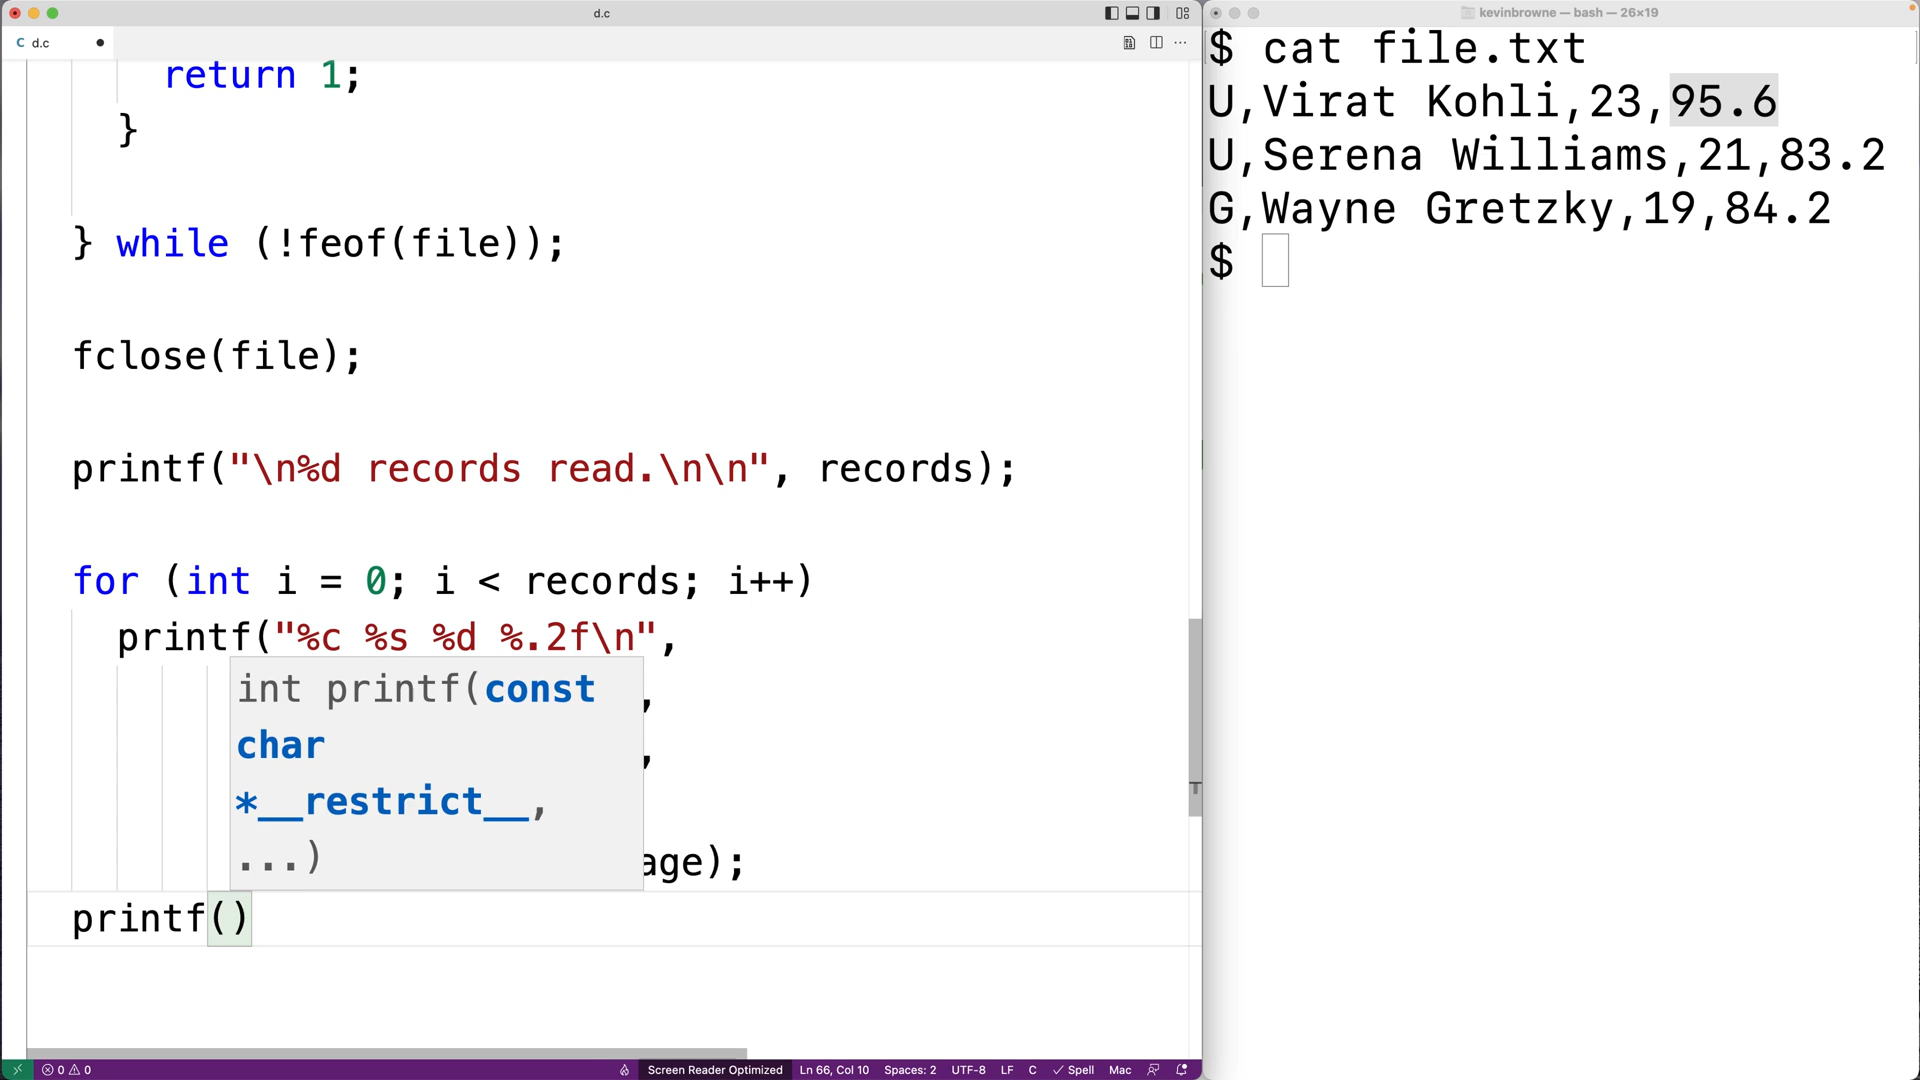 d.c
C d.c
return 1;
}
} while (!feof(file));
fclose(file);
printf("\n%d records read.\n\n", records);
for (int i = 0; i < records; i++)
printf("%c %s %d %.2f\n",
,
,
age);
int printf(const
char
*__restrict__,
...)
printf()
0 0
Screen Reader Optimized
Ln 66, Col 10
Spaces: 2
UTF-8
LF
C
Spell
Mac
kevinbrowne — bash — 26×19
$ cat file.txt
U,Virat Kohli,23,95.6
U,Serena Williams,21,83.2
G,Wayne Gretzky,19,84.2
$